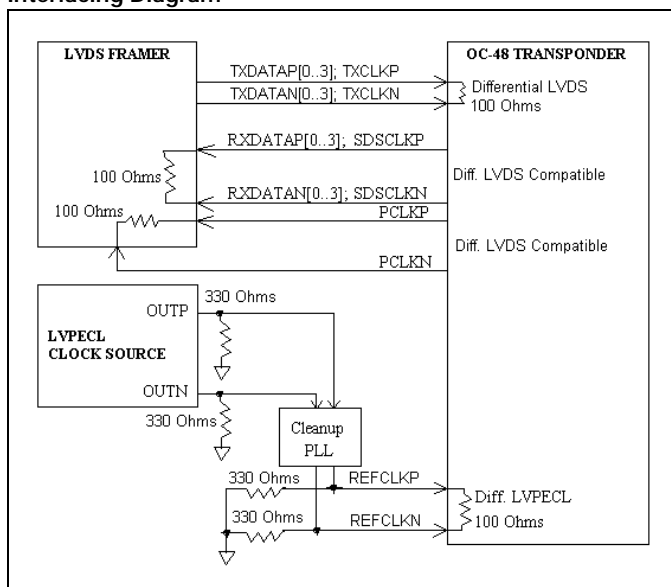 Interfacing Diagram
LVDS FRAMER
OC-48 TRANSPONDER
TXDATAP[0..3]; TXCLKP
TXDATAN[0..3]; TXCLKN
Differential LVDS
100 Ohms
RXDATAP[0..3]; SDSCLKP
100 Ohms
Diff. LVDS Compatible
RXDATAN[0..3]; SDSCLKN
100 Ohms
PCLKP
Diff. LVDS Compatible
PCLKN
330 Ohms
OUTP
LVPECL
CLOCK SOURCE
OUTN
330 Ohms
Cleanup
PLL
330 Ohms
REFCLKP
Diff. LVPECL
330 Ohms
REFCLKN
100 Ohms